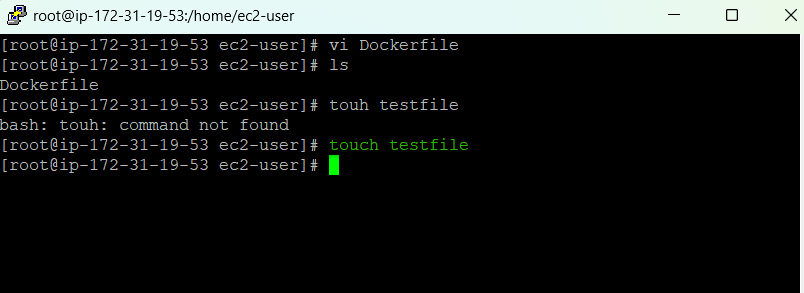 root@ip-172-31-19-53:/home/ec2-user
[root@ip-172-31-19-53 ec2-user]# vi Dockerfile
[root@ip-172-31-19-53 ec2-user]# ls
Dockerfile
[root@ip-172-31-19-53 ec2-user]# touh testfile
bash: touh: command not found
[root@ip-172-31-19-53 ec2-user]# touch testfile
[root@ip-172-31-19-53 ec2-user]#